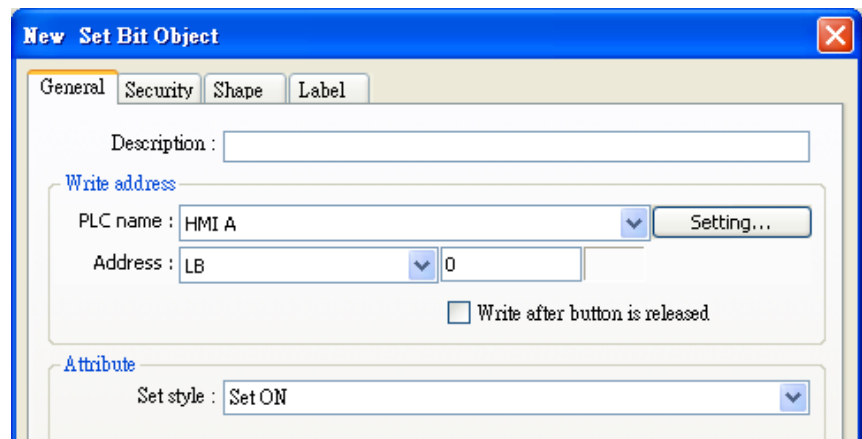 New Set Bit Object
General Security Shape Label
Description :
Write address
PLC name : HMI A Setting...
Address : LB 0
Write after button is released
Attribute
Set style : Set ON